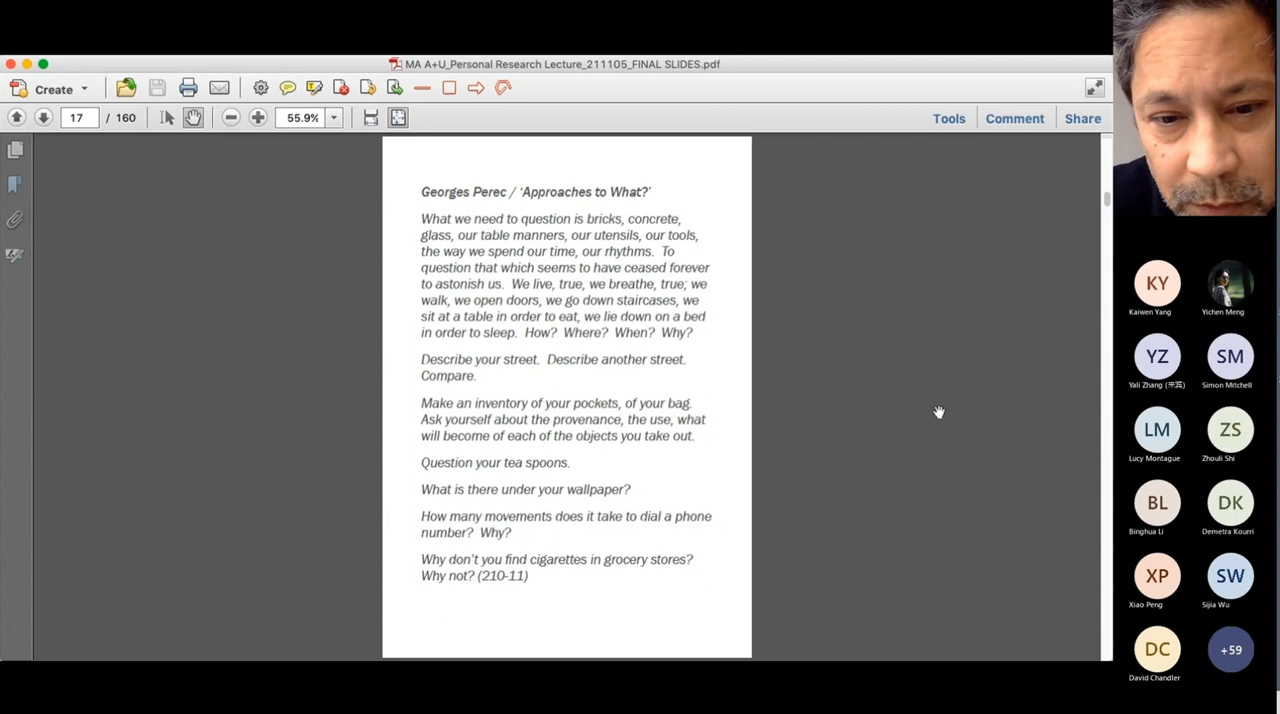 MA A+U_Personal Research Lecture_211105_FINAL SLIDES.pdf
Create
17 / 160
55.9%
Tools
Comment
Share
Georges Perec / ‘Approaches to What?’
What we need to question is bricks, concrete,
glass, our table manners, our utensils, our tools,
the way we spend our time, our rhythms. To
question that which seems to have ceased forever
to astonish us. We live, true, we breathe, true; we
walk, we open doors, we go down staircases, we
sit at a table in order to eat, we lie down on a bed
in order to sleep. How? Where? When? Why?
Describe your street. Describe another street.
Compare.
Make an inventory of your pockets, of your bag.
Ask yourself about the provenance, the use, what
will become of each of the objects you take out.
Question your tea spoons.
What is there under your wallpaper?
How many movements does it take to dial a phone
number? Why?
Why don’t you find cigarettes in grocery stores?
Why not? (210-11)
KY
Kaiwen Yang
Yichen Meng
YZ
Yali Zhang
SM
Simon Mitchell
LM
Lucy Montague
ZS
Zhouli Shi
BL
Binghua Li
DK
Demetra Kourri
XP
Xiao Peng
SW
Sijia Wu
DC
David Chandler
+59